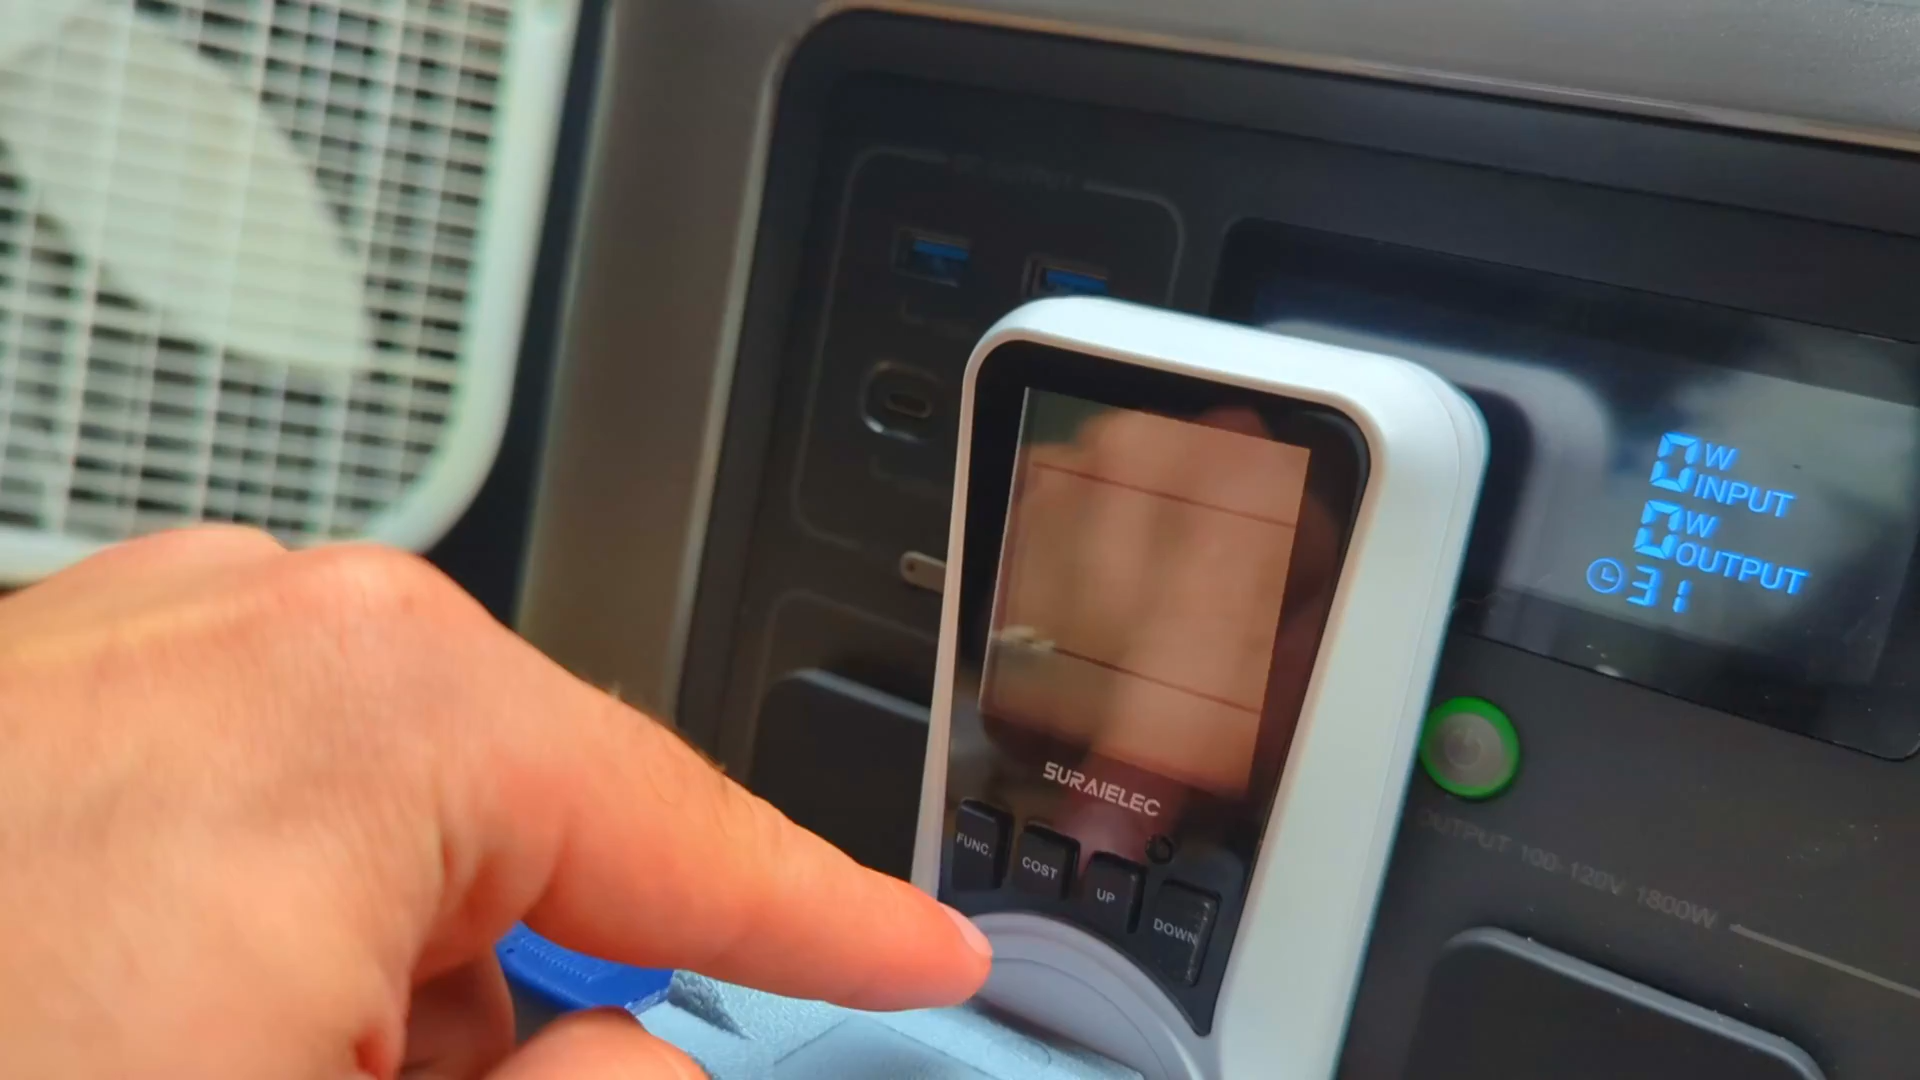 0W
INPUT
0W
OUTPUT
31
SURAIELEC
FUNC.
COST
UP
DOWN
OUTPUT 100-120V 1800W